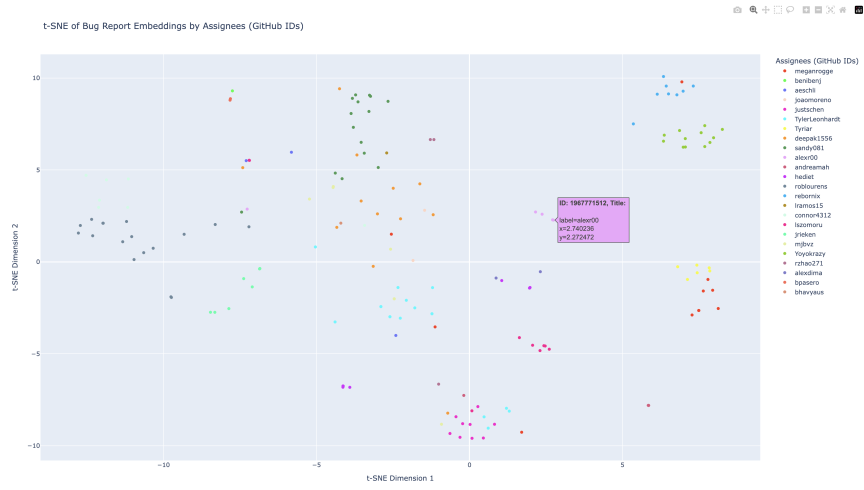 t-SNE of Bug Report Embeddings by Assignees (GitHub IDs)
Assignees (GitHub IDs)
meganrogge
benibenj
aeschli
joaomoreno
justschen
TylerLeonhardt
Tyriar
deepak1556
sandy081
alexr00
andreamah
hediet
roblourens
rebornix
lramos15
connor4312
lszomoru
jrieken
mjbvz
Yoyokrazy
rzhao271
alexdima
bpasero
bhavyaus
ID: 1967771512, Title:
label=alexr00
x=2.740236
y=2.272472
t-SNE Dimension 2
10
5
0
−5
−10
−10
−5
0
5
t-SNE Dimension 1